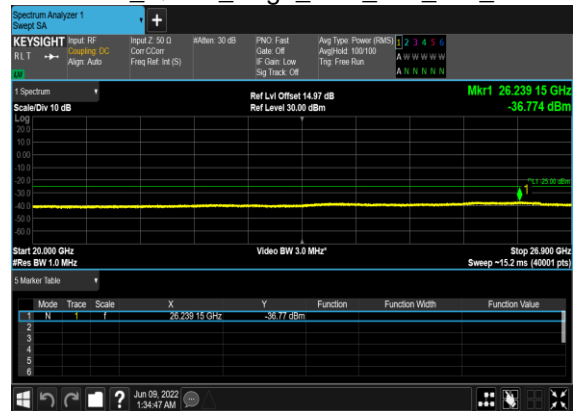 Spectrum Analyzer 1
Swept SA
+
KEYSIGHT Input: RF Input Z: 50 Ω #Atten: 30 dB PNO: Fast Avg Type: Power (RMS) 1 2 3 4 5 6
RLT Coupling: DC Corr CCorr Gate: Off Avg|Hold: 100/100 A W W W W W
Align: Auto Freq Ref: Int (S) IF Gain: Low Trig: Free Run
LXI Sig Track: Off A N N N N N
1 Spectrum Ref Lvl Offset 14.97 dB Mkr1 26.239 15 GHz
Scale/Div 10 dB Ref Level 30.00 dBm -36.774 dBm
Log
20.0
10.0
0.00
-10.0
-20.0
DL1 -25.00 dBm
-30.0
1
-40.0
-50.0
-60.0
Start 20.000 GHz Video BW 3.0 MHz* Stop 26.900 GHz
#Res BW 1.0 MHz Sweep ~15.2 ms (40001 pts)
5 Marker Table
Mode Trace Scale X Y Function Function Width Function Value
1 N 1 f 26.239 15 GHz -36.77 dBm
2
3
4
5
6
? Jun 09, 2022
1:34:47 AM